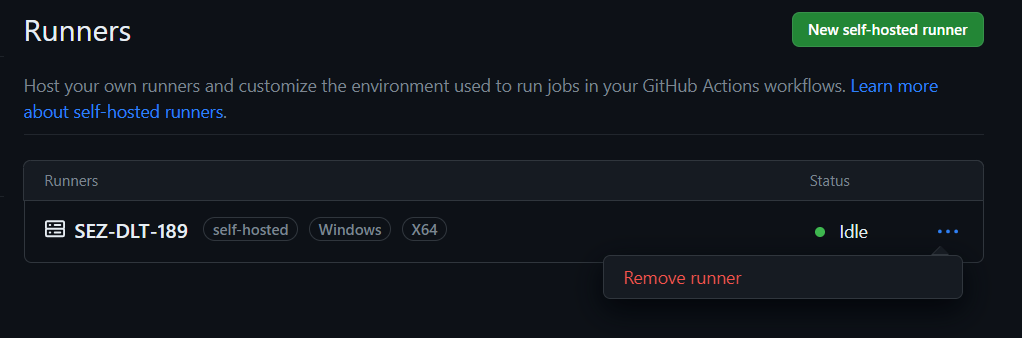 Runners
New self-hosted runner
Host your own runners and customize the environment used to run jobs in your GitHub Actions workflows. Learn more
about self-hosted runners.
Runners
Status
SEZ-DLT-189 self-hosted Windows X64
Idle
Remove runner